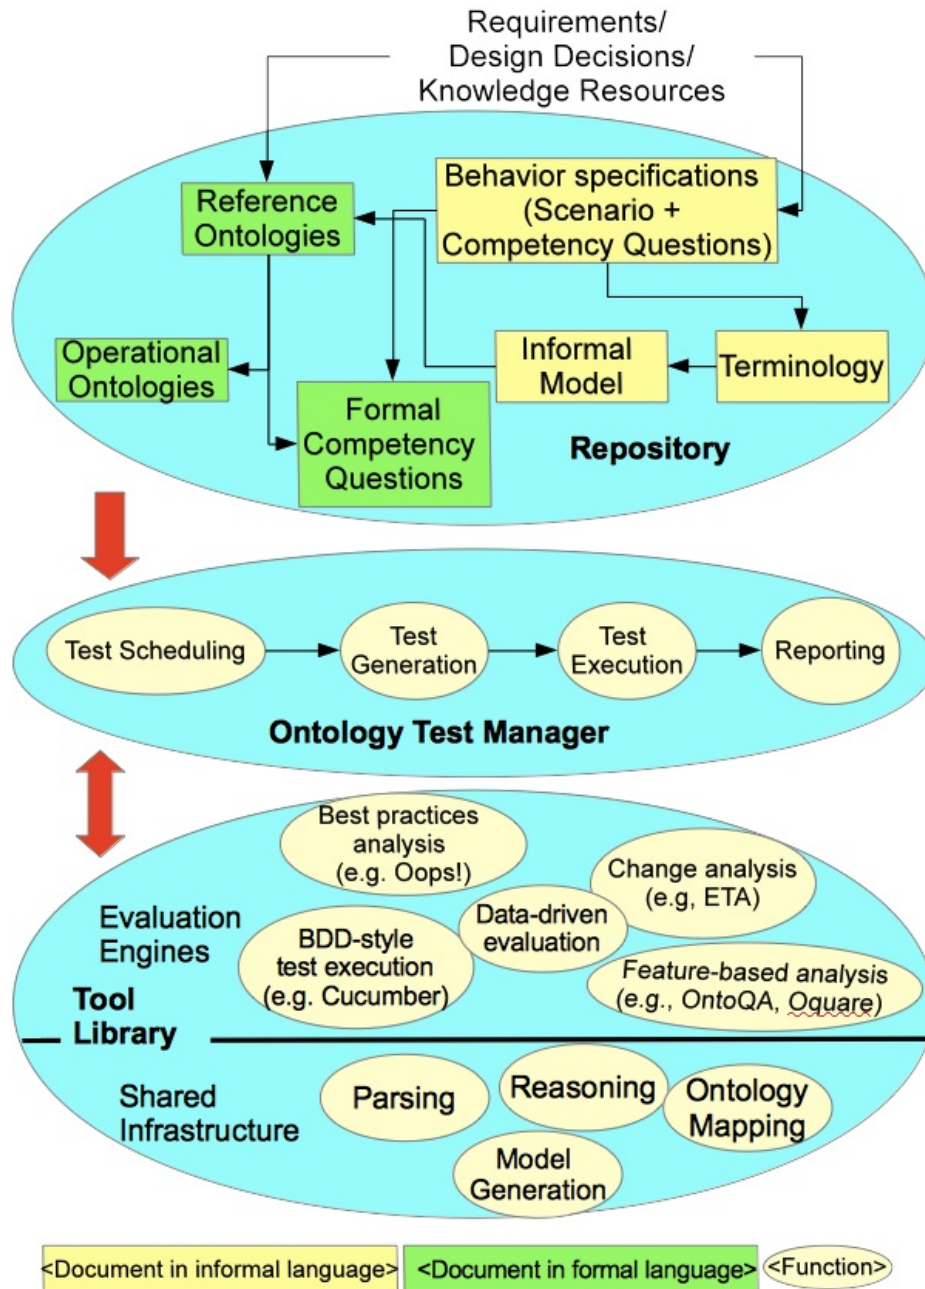 Requirements/
Design Decisions/
Knowledge Resources
Reference
Ontologies
Behavior specifications
(Scenario +
Competency Questions)
Operational
Ontologies
Informal
Model
Terminology
Formal
Competency
Questions
Repository
Test Scheduling
Test
Generation
Test
Execution
Reporting
Ontology Test Manager
Best practices
analysis
(e.g. Oops!)
Change analysis
(e.g, ETA)
Evaluation
Engines
Data-driven
evaluation
BDD-style
test execution
(e.g. Cucumber)
Feature-based analysis
(e.g., OntoQA, Oquare)
Tool
Library
Shared
Infrastructure
Parsing
Reasoning
Ontology
Mapping
Model
Generation
<Document in informal language>
<Document in formal language>
<Function>